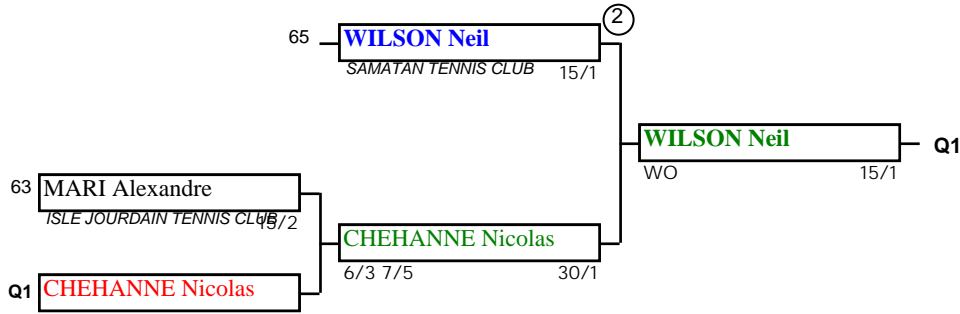 2
65 WILSON Neil
SAMATAN TENNIS CLUB 15/1
WILSON Neil Q1
WO 15/1
63 MARI Alexandre
ISLE JOURDAIN TENNIS CLUB 15/2
CHEHANNE Nicolas
6/3 7/5 30/1
Q1 CHEHANNE Nicolas